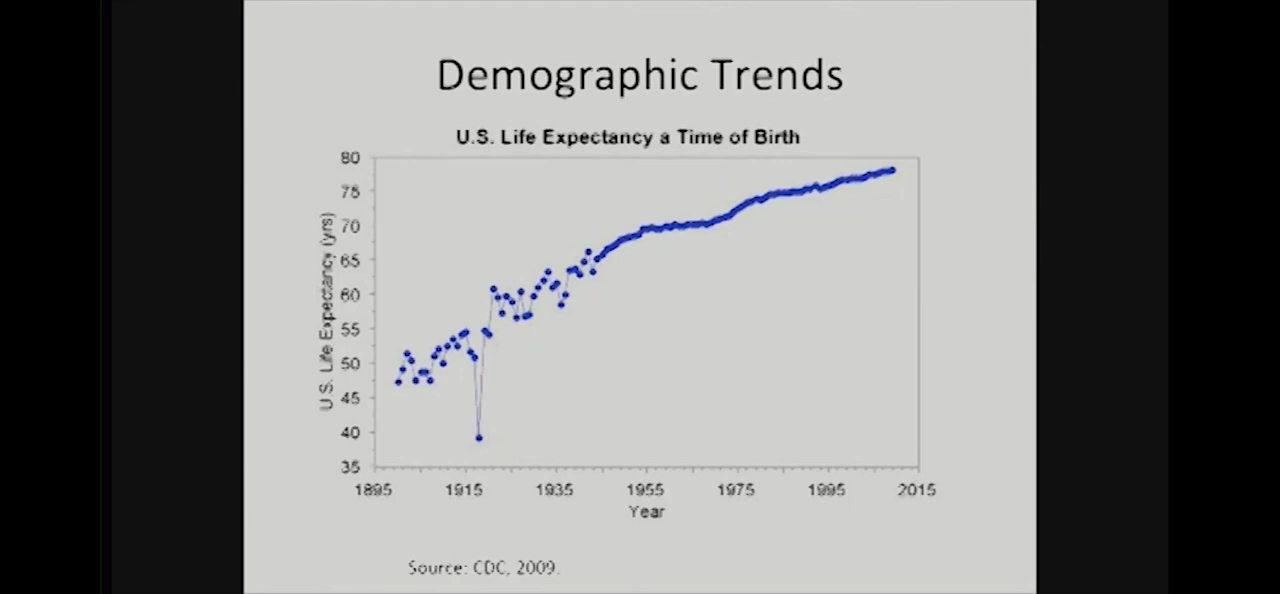 Demographic Trends
U.S. Life Expectancy a Time of Birth
80
75
70
65
60
55
50
45
40
35
U.S. Life Expectancy (yrs)
1895 1915 1935 1955 1975 1995 2015
Year
Source: CDC, 2009.